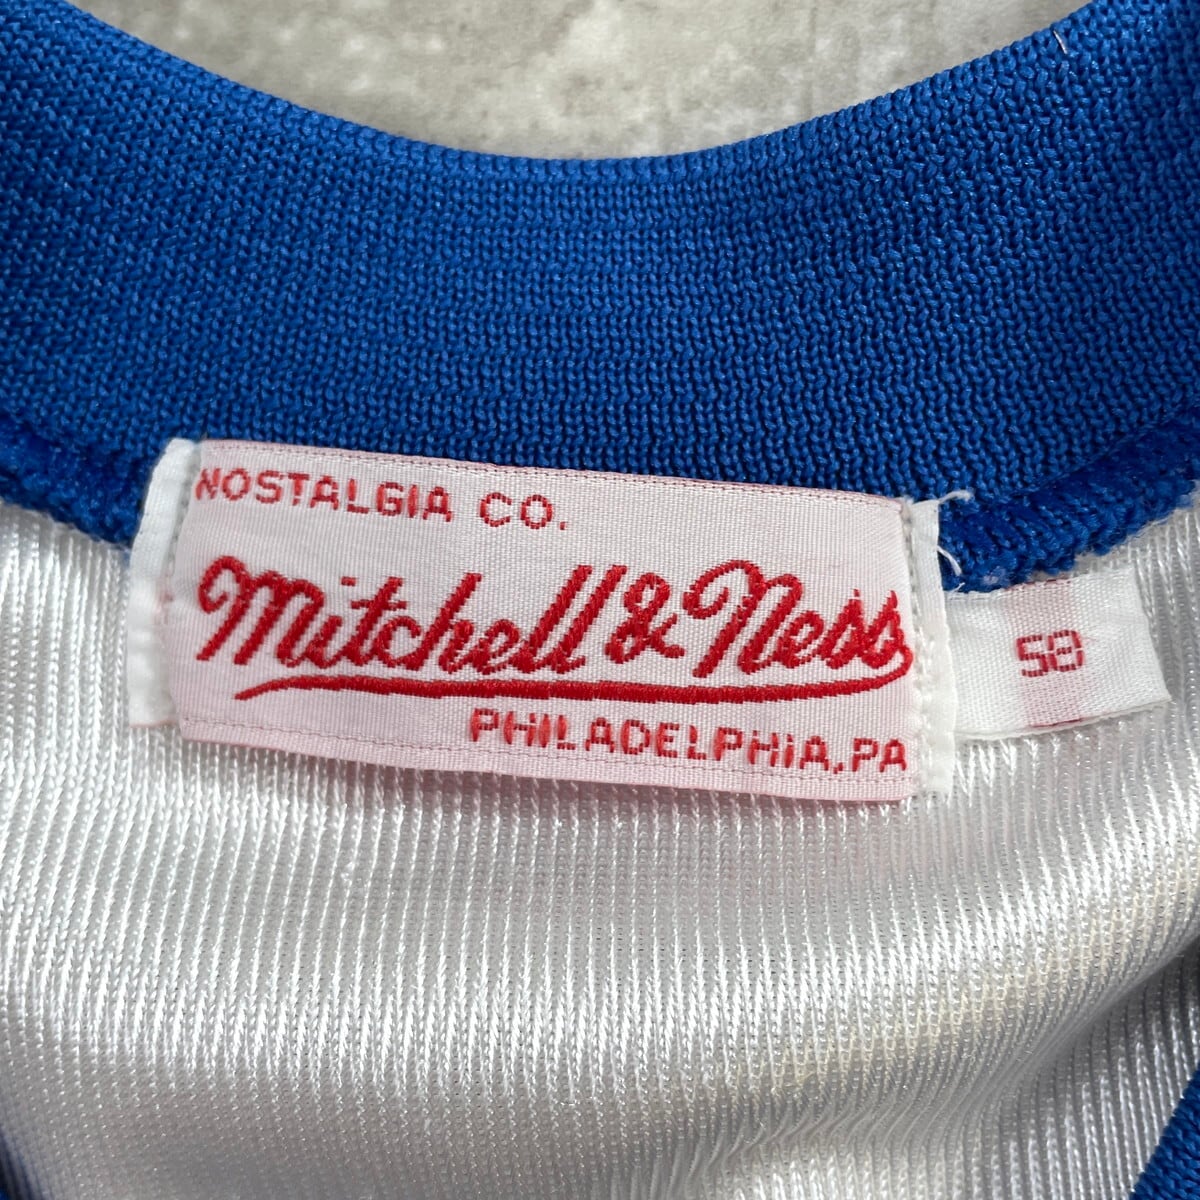 NOSTALGIA CO.
Mitchell & Ness
PHILADELPHIA, PA
58